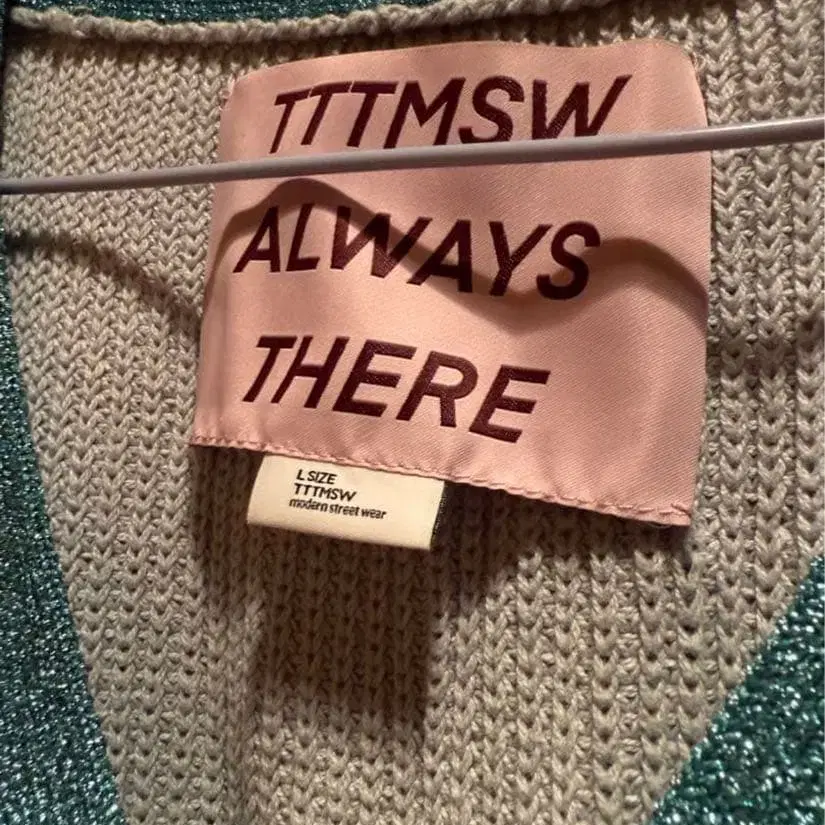 TTTMSW
ALWAYS
THERE
L SIZE
TTTMSW
modern street wear